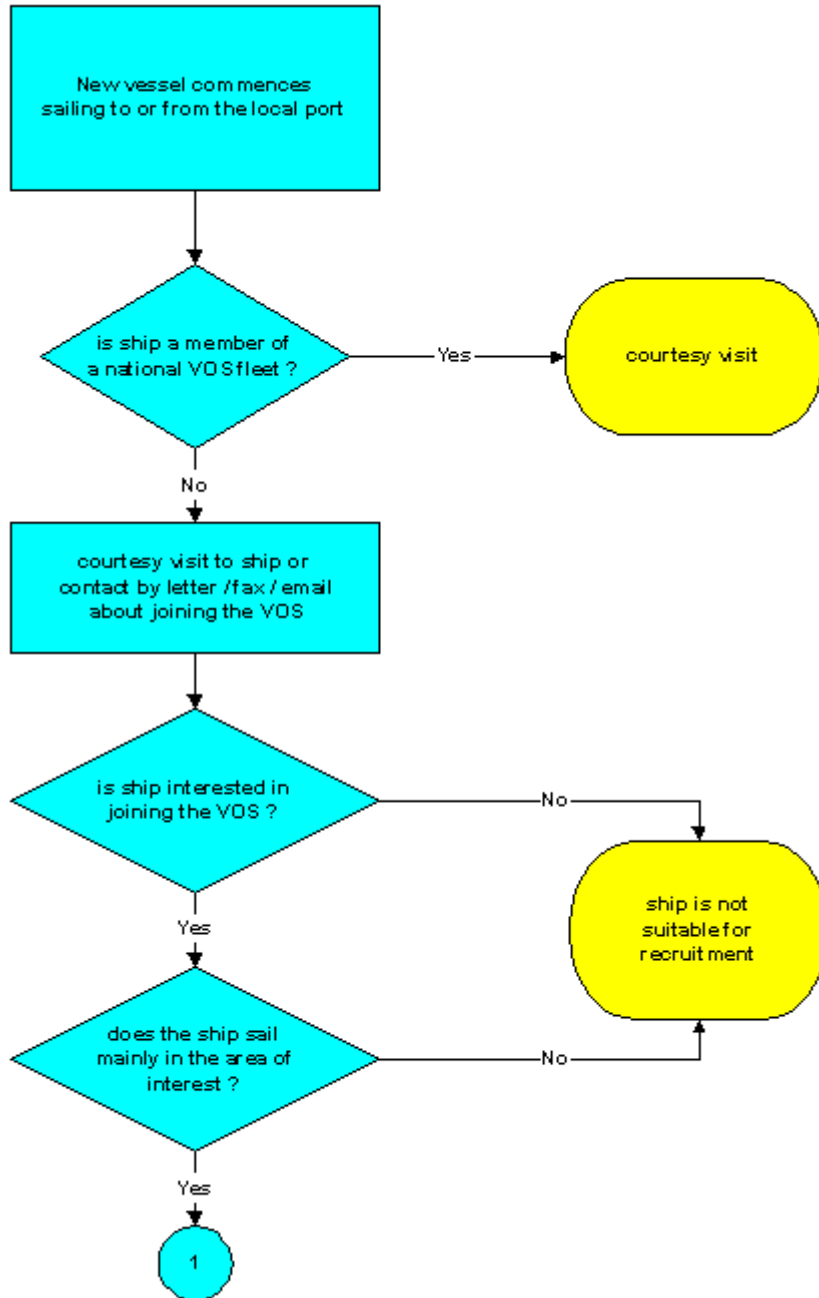 New vessel commences
sailing to or from the local port
is ship a member of
a national VOS fleet ?
Yes
courtesy visit
No
courtesy visit to ship or
contact by letter / fax / email
about joining the VOS
is ship interested in
joining the VOS ?
No
Yes
ship is not
suitable for
recruitment
does the ship sail
mainly in the area of
interest ?
No
Yes
1